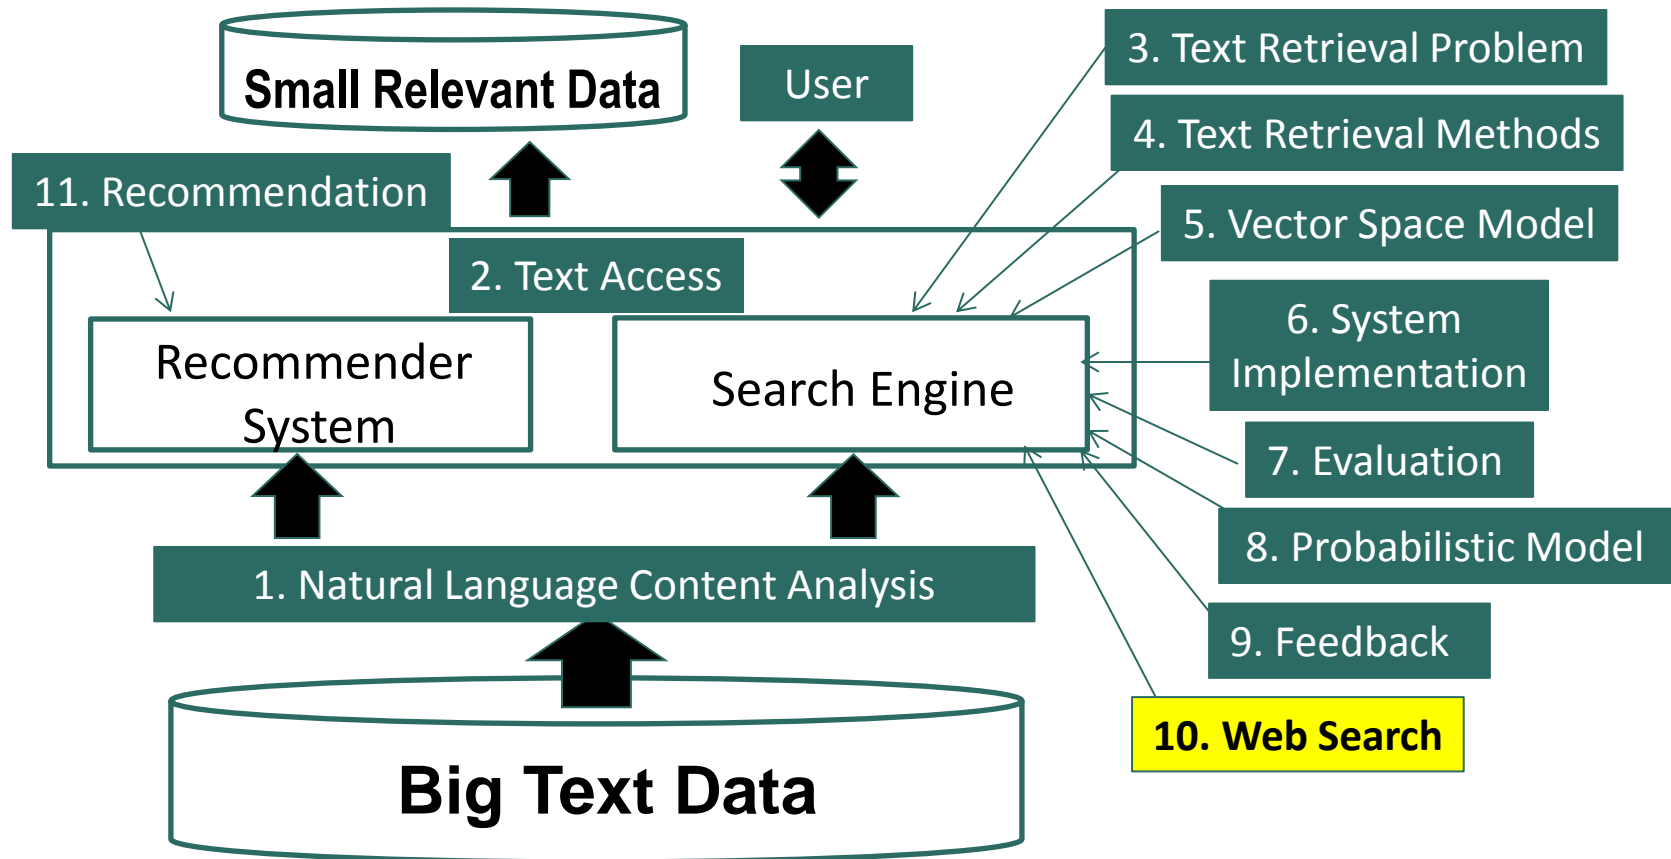 Small Relevant Data
User
3. Text Retrieval Problem
4. Text Retrieval Methods
11. Recommendation
5. Vector Space Model
2. Text Access
6. System
Implementation
Recommender
System
Search Engine
7. Evaluation
8. Probabilistic Model
1. Natural Language Content Analysis
9. Feedback
10. Web Search
Big Text Data